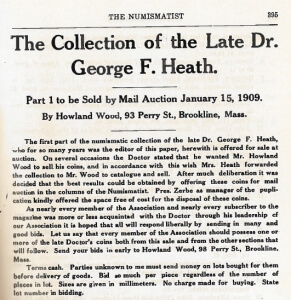 THE NUMISMATIST 395
The Collection of the Late Dr.
George F. Heath.
Part 1 to be Sold by Mail Auction January 15, 1909.
By Howland Wood, 93 Perry St., Brookline, Mass.
The first part of the numismatic collection of the late Dr. George F. Heath,
who for so many years was the editor of this paper, herewith is offered for sale at
auction. On several occasions the Doctor stated that he wanted Mr. Howland
Wood to sell his coins, and in accordance with this wish Mrs. Heath forwarded
the collection to Mr. Wood to catalogue and sell. After much deliberation it was
decided that the best results could be obtained by offering these coins for mail
auction in the columns of the Numismatist. Pres. Zerbe as manager of the pupli-
cation kindly offered the space free of cost for the disposal of these coins.
As nearly every member of the Association and nearly every subscriber to the
magazine was more or less acquainted with the Doctor through his leadership of
our Association it is hoped that all will respond liberally by sending in many and
good bids. Let us say that every member of the Association should possess one or
more of the late Doctor's coins both from this sale and from the other sections that
will follow. Send your bids in early to Howland Wood, 93 Perry St., Brookline,
Mass.
Terms cash. Parties unknown to me must send money on lots bought for them
before delivery of goods. Bid so much per piece regardless of the number of
pieces in lot. Sizes are given in millimeters. No charge made for buying. State
lot number in bidding.